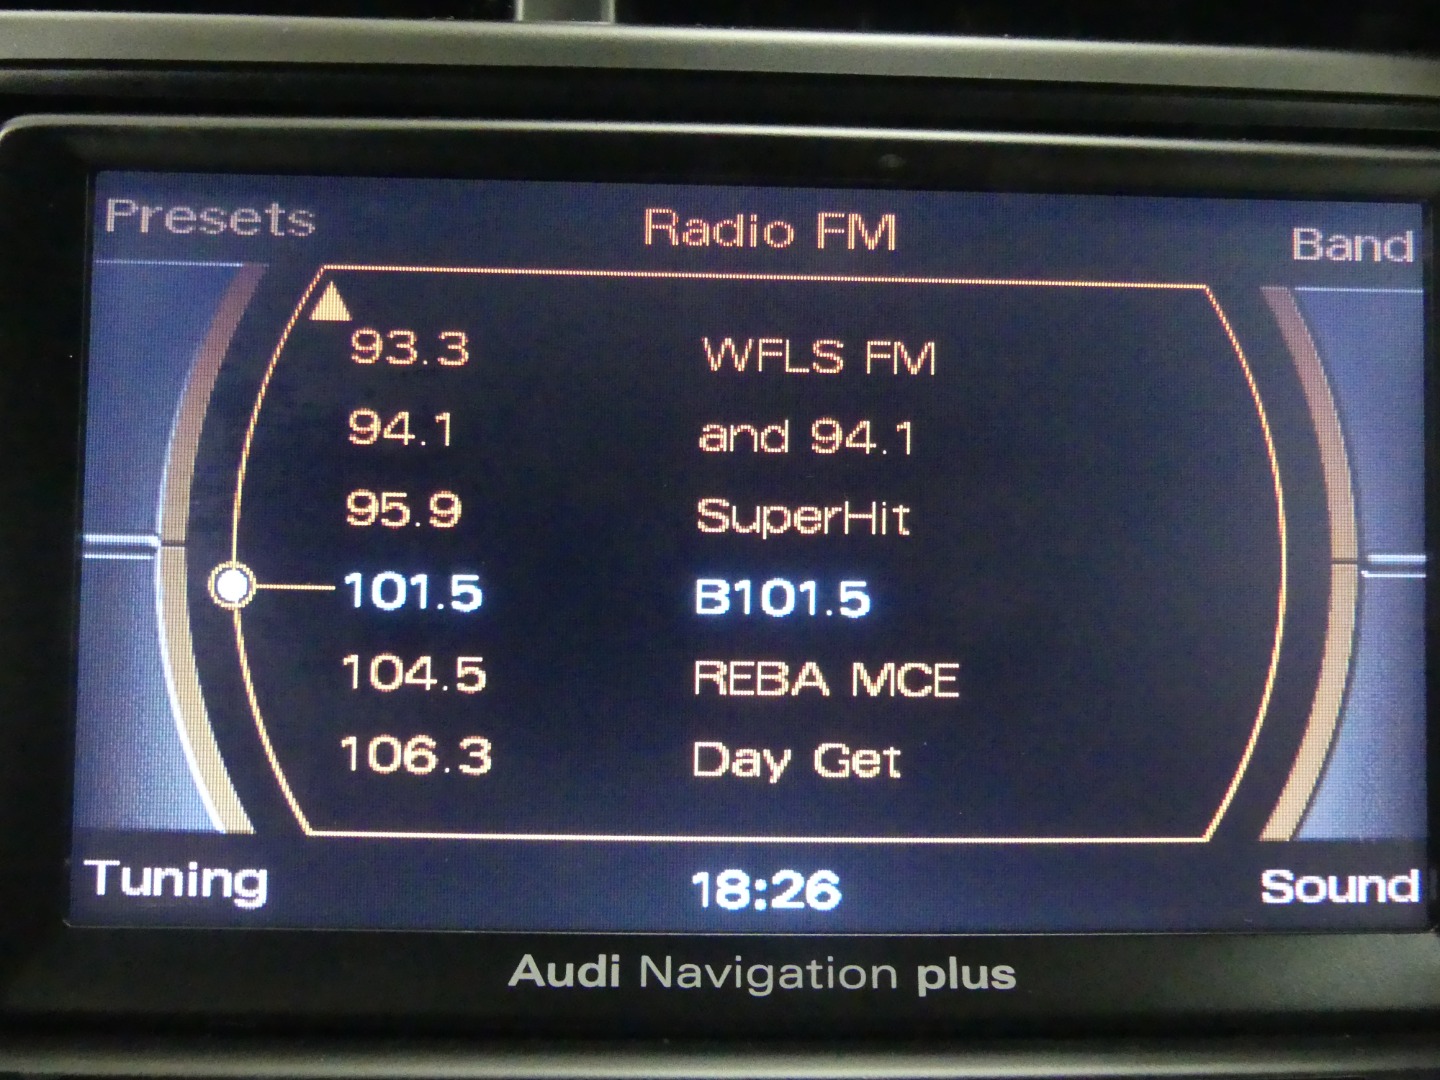 Presets Radio FM Band
93.3 WFLS FM
94.1 and 94.1
95.9 SuperHit
101.5 B101.5
104.5 REBA MCE
106.3 Day Get
Tuning 18:26 Sound
Audi Navigation plus